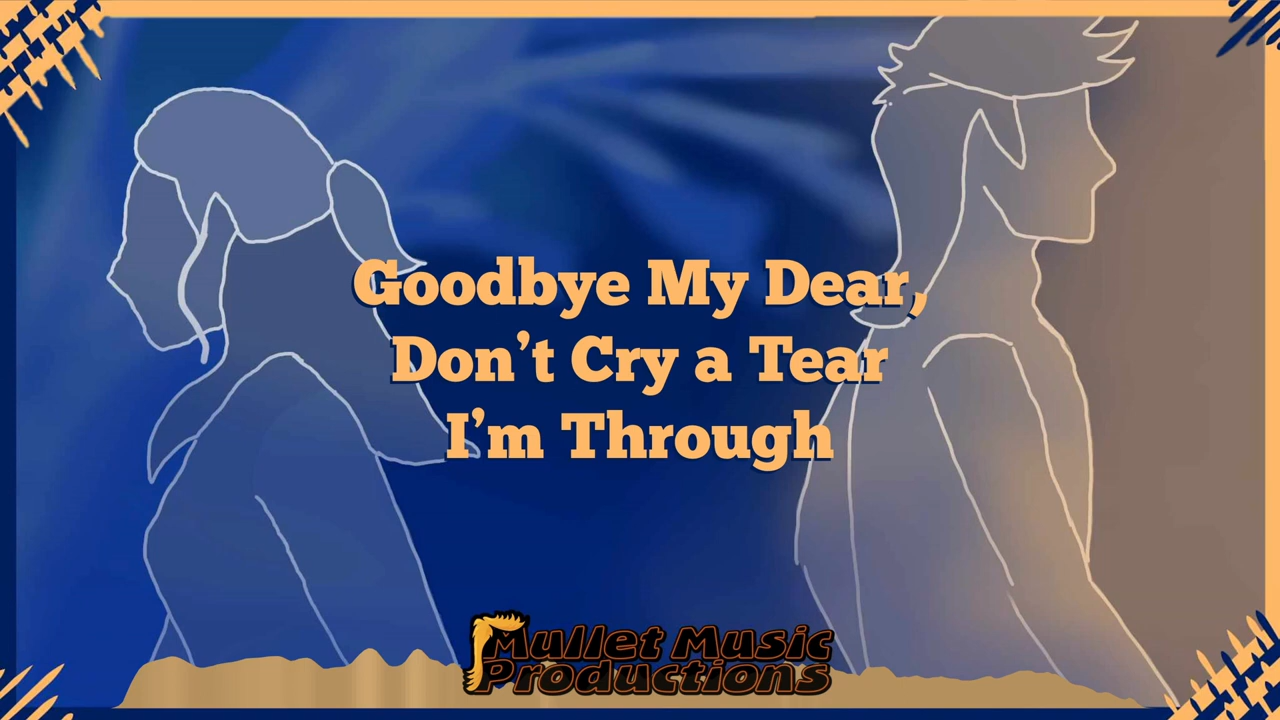 Goodbye My Dear,
Don’t Cry a Tear
I’m Through
Mullet Music
Productions